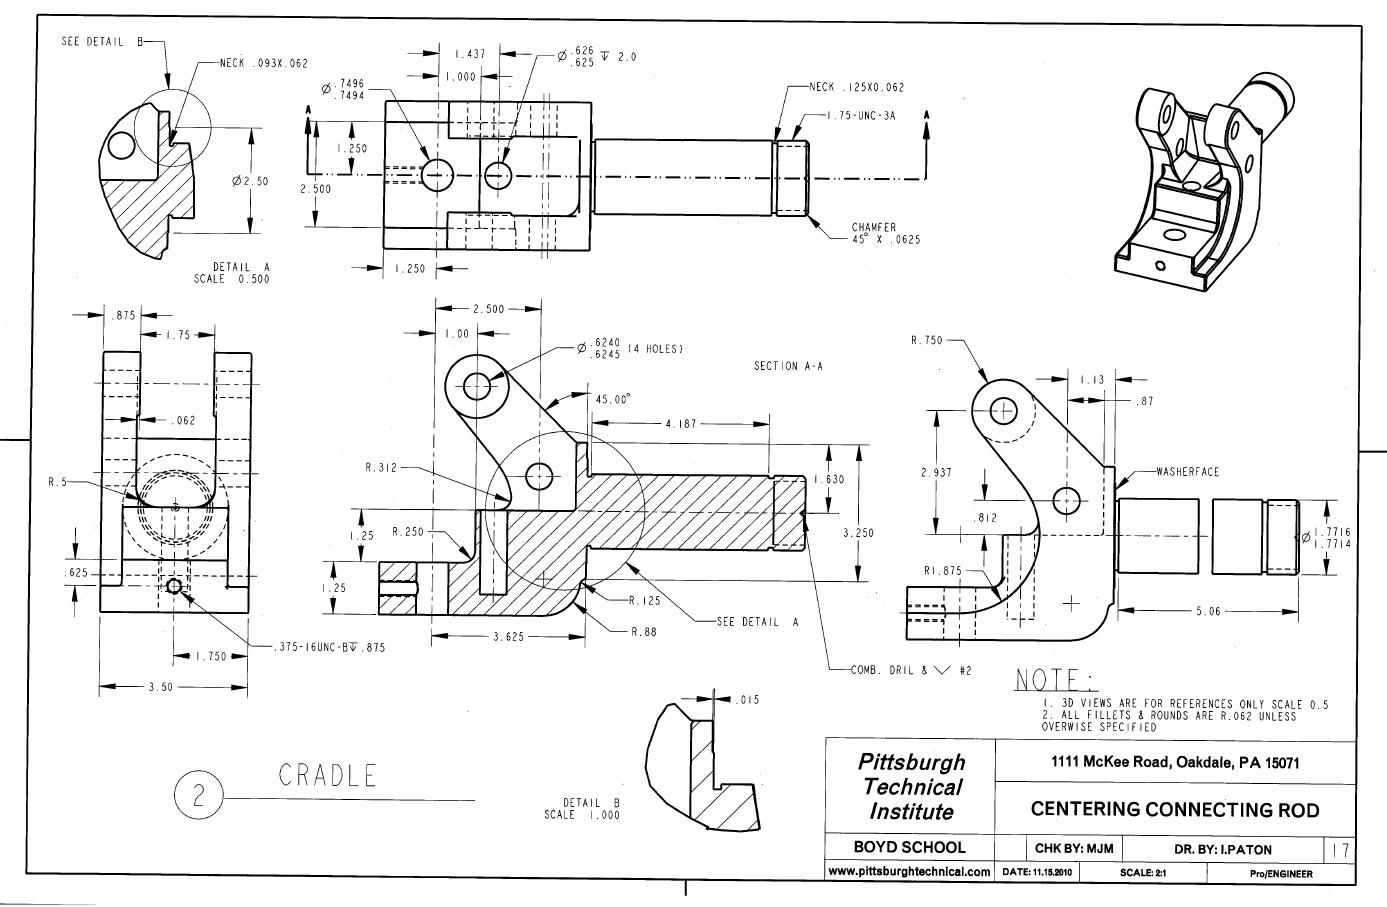 SEE DETAIL B
NECK .093X.062
Ø2.50
DETAIL A
SCALE 0.500
1.437
1.000
Ø.626
.625 ↧ 2.0
Ø.7496
.7494
A
1.250
2.500
1.250
NECK .125X0.062
1.75-UNC-3A
A
CHAMFER
45° X .0625
.875
1.75
.062
R.5
.625
.375-16UNC-B↧.875
1.750
3.50
2.500
1.00
Ø.6240
.6245 (4 HOLES)
SECTION A-A
45.00°
4.187
R.312
1.630
3.250
1.25
R.250
1.25
R.125
R.88
3.625
SEE DETAIL A
COMB. DRIL & ⌵ #2
R.750
1.13
.87
2.937
WASHERFACE
.812
Ø1.7716
1.7714
R1.875
5.06
NOTE:
1. 3D VIEWS ARE FOR REFERENCES ONLY SCALE 0.5
2. ALL FILLETS & ROUNDS ARE R.062 UNLESS
OVERWISE SPECIFIED
.015
DETAIL B
SCALE 1.000
2
CRADLE
Pittsburgh
Technical
Institute
BOYD SCHOOL
www.pittsburghtechnical.com
1111 McKee Road, Oakdale, PA 15071
CENTERING CONNECTING ROD
CHK BY: MJM
DR. BY: I.PATON
17
DATE: 11.15.2010
SCALE: 2:1
Pro/ENGINEER